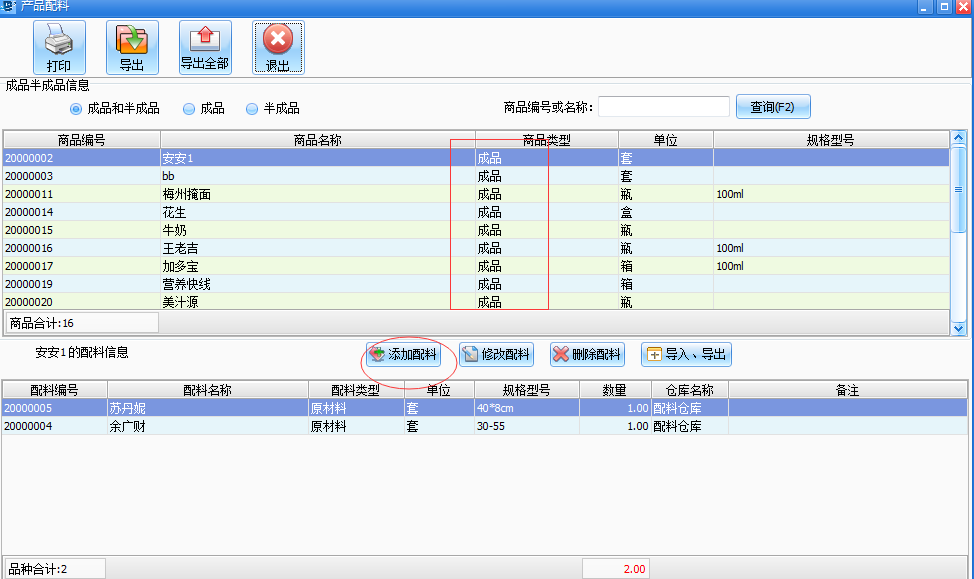 产品配料
打印 导出 导出全部 退出
成品半成品信息
成品和半成品 成品 半成品 商品编号或名称: 查询(F2)
商品编号 商品名称 商品类型 单位 规格型号
20000002 安安1 成品 套
20000003 bb 成品 套
20000011 梅州掩面 成品 瓶 100ml
20000014 花生 成品 盒
20000015 牛奶 成品 瓶
20000016 王老吉 成品 瓶 100ml
20000017 加多宝 成品 箱 100ml
20000019 营养快线 成品 箱
20000020 美汁源 成品 瓶
商品合计:16
安安1的配料信息 添加配料 修改配料 删除配料 导入、导出
配料编号 配料名称 配料类型 单位 规格型号 数量 仓库名称 备注
20000005 苏丹妮 原材料 套 40*8cm 1.00 配料仓库
20000004 余广财 原材料 套 30-55 1.00 配料仓库
品种合计:2 2.00